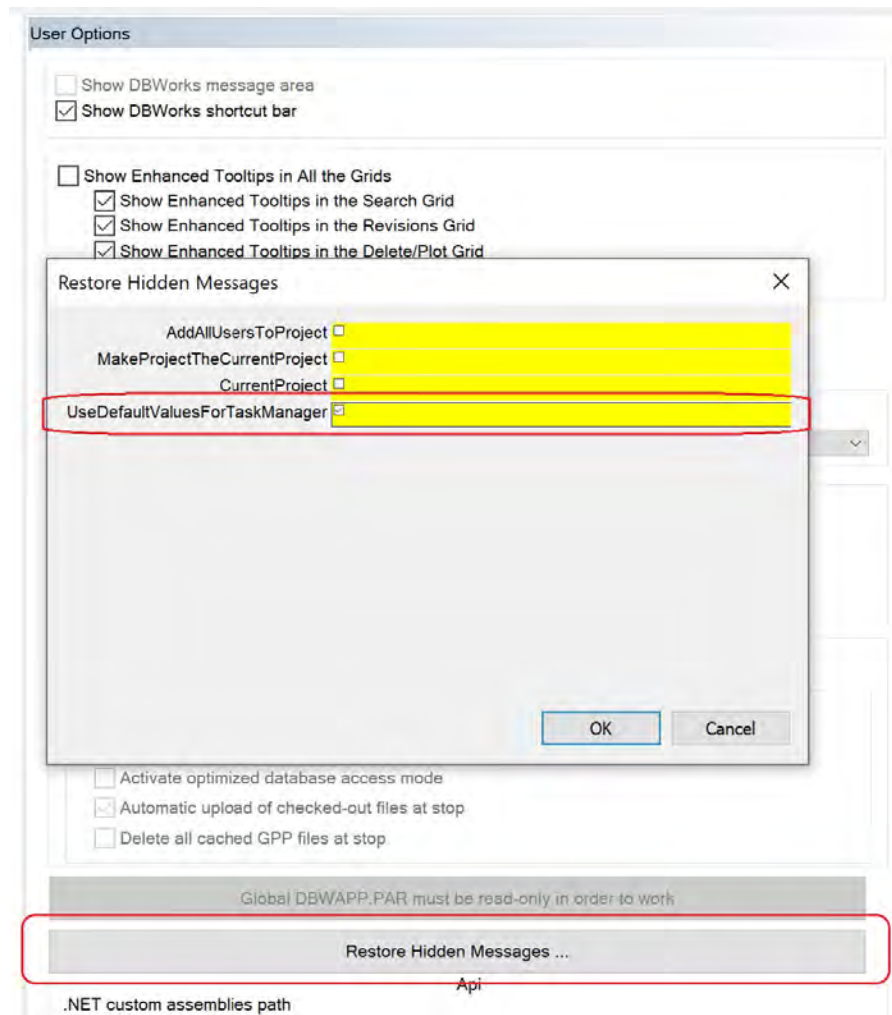 User Options
Show DBWorks message area
Show DBWorks shortcut bar
Show Enhanced Tooltips in All the Grids
Show Enhanced Tooltips in the Search Grid
Show Enhanced Tooltips in the Revisions Grid
Show Enhanced Tooltips in the Delete/Plot Grid
Restore Hidden Messages
AddAllUsersToProject
MakeProjectTheCurrentProject
CurrentProject
UseDefaultValuesForTaskManager
OK Cancel
Activate optimized database access mode
Automatic upload of checked-out files at stop
Delete all cached GPP files at stop
Global DBWAPP.PAR must be read-only in order to work
Restore Hidden Messages ...
Api
.NET custom assemblies path